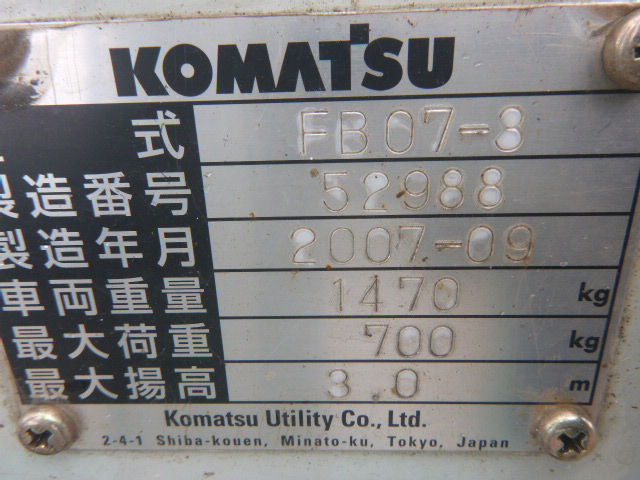 KOMATSU
式 FB07-3
製造番号 52988
製造年月 2007-09
車両重量 1470 kg
最大荷重 700 kg
最大揚高 3.0 m
Komatsu Utility Co., Ltd.
2-4-1 Shiba-kouen, Minato-ku, Tokyo, Japan